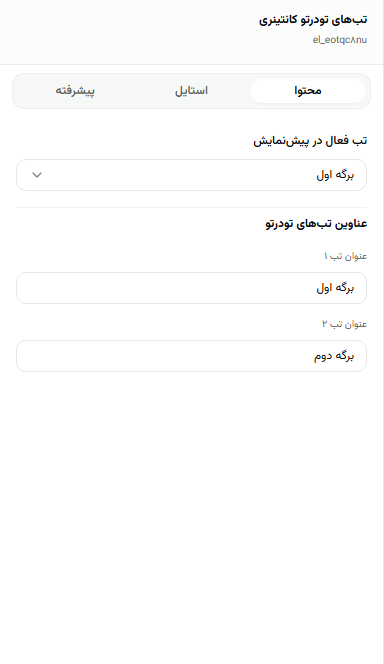 تب‌های تودرتو کانتینری
el_eotqc8nu
محتوا
استایل
پیشرفته
تب فعال در پیش‌نمایش
برگه اول
عناوین تب‌های تودرتو
عنوان تب ۱
برگه اول
عنوان تب ۲
برگه دوم